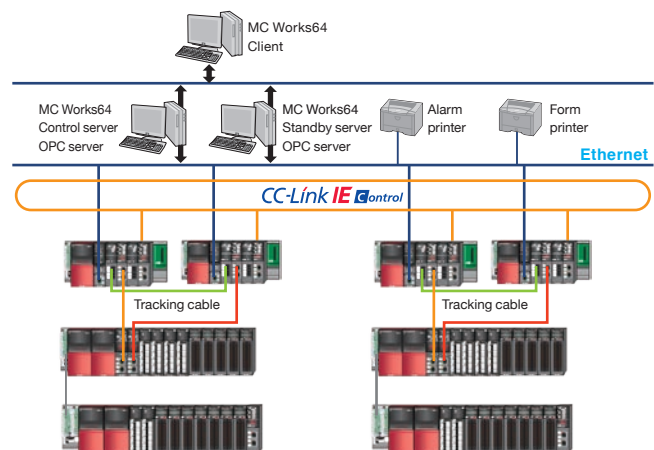 MC Works64
Client
MC Works64
Control server
OPC server
MC Works64
Standby server
OPC server
Alarm
printer
Form
printer
Ethernet
CC-Link IE Control
Tracking cable
Tracking cable